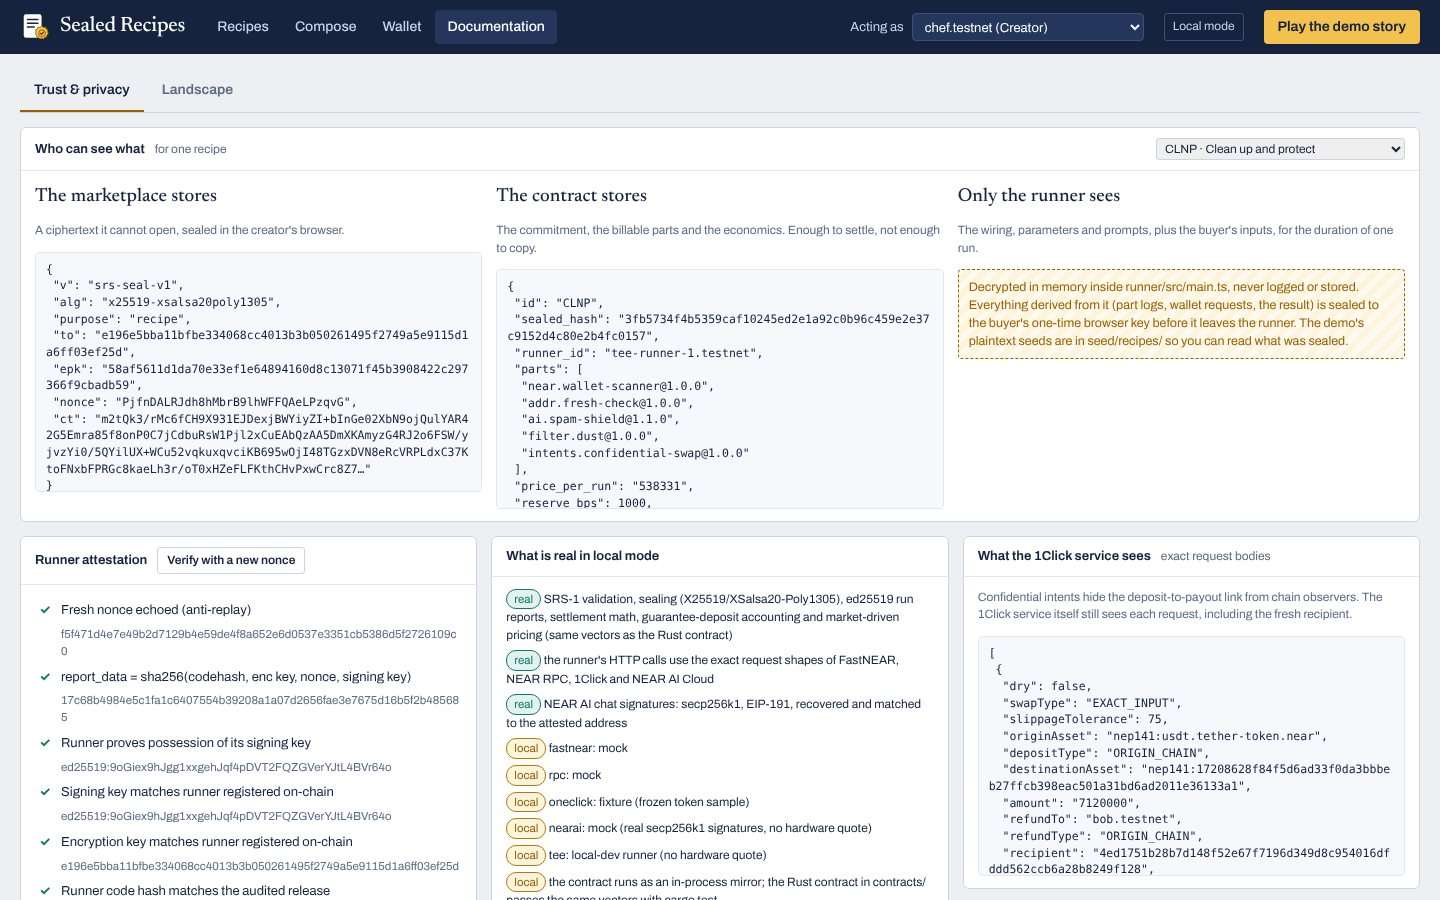 Sealed Recipes
Recipes
Compose
Wallet
Documentation
Acting as
chef.testnet (Creator)
Local mode
Play the demo story
Trust & privacy
Landscape
Who can see what for one recipe
CLNP · Clean up and protect
The marketplace stores
A ciphertext it cannot open, sealed in the creator's browser.
{
"v": "srs-seal-v1",
"alg": "x25519-xsalsa20poly1305",
"purpose": "recipe",
"to": "e196e5bba11bfbe334068cc4013b3b050261495f2749a5e9115d1
a6ff03ef25d",
"epk": "58af5611d1da70e33ef1e64894160d8c13071f45b3908422c297
366f9cbadb59",
"nonce": "PjfnDALRJdh8hMbrB9lhWFFQAeLPzqvG",
"ct": "m2tQk3/rMc6fCH9X931EJDexjBWYiyZI+bInGe02XbN9ojQulYAR4
2G5Emra85f8onP0C7jCdbuRsW1Pjl2xCuEAbQzAA5DmXKAmyzG4RJ2o6FSW/y
jvzYi0/5QYilUX+WCu52vqkuxqvciKB695wOjI48TGzxDVN8eRcVRPLdxC37K
toFNxbFPRGc8kaeLh3r/oT0xHZeFLFKthCHvPxwCrc8Z7…"
}
The contract stores
The commitment, the billable parts and the economics. Enough to settle, not enough
to copy.
{
"id": "CLNP",
"sealed_hash": "3fb5734f4b5359caf10245ed2e1a92c0b96c459e2e37
c9152d4c80e2b4fc0157",
"runner_id": "tee-runner-1.testnet",
"parts": [
"near.wallet-scanner@1.0.0",
"addr.fresh-check@1.0.0",
"ai.spam-shield@1.1.0",
"filter.dust@1.0.0",
"intents.confidential-swap@1.0.0"
],
"price_per_run": "538331",
"reserve_bps": 1000,
Only the runner sees
The wiring, parameters and prompts, plus the buyer's inputs, for the duration of one
run.
Decrypted in memory inside runner/src/main.ts, never logged or stored.
Everything derived from it (part logs, wallet requests, the result) is sealed to
the buyer's one-time browser key before it leaves the runner. The demo's
plaintext seeds are in seed/recipes/ so you can read what was sealed.
Runner attestation
Verify with a new nonce
Fresh nonce echoed (anti-replay)
f5f471d4e7e49b2d7129b4e59de4f8a652e6d0537e3351cb5386d5f2726109c
0
report_data = sha256(codehash, enc key, nonce, signing key)
17c68b4984e5c1fa1c6407554b39208a1a07d2656fae3e7675d16b5f2b48568
5
Runner proves possession of its signing key
ed25519:9oGiex9hJgg1xxgehJqf4pDVT2FQZGVerYJtL4BVr64o
Signing key matches runner registered on-chain
ed25519:9oGiex9hJgg1xxgehJqf4pDVT2FQZGVerYJtL4BVr64o
Encryption key matches runner registered on-chain
e196e5bba11bfbe334068cc4013b3b050261495f2749a5e9115d1a6ff03ef25d
Runner code hash matches the audited release
What is real in local mode
real SRS-1 validation, sealing (X25519/XSalsa20-Poly1305), ed25519 run
reports, settlement math, guarantee-deposit accounting and market-driven
pricing (same vectors as the Rust contract)
real the runner's HTTP calls use the exact request shapes of FastNEAR,
NEAR RPC, 1Click and NEAR AI Cloud
real NEAR AI chat signatures: secp256k1, EIP-191, recovered and matched
to the attested address
local fastnear: mock
local rpc: mock
local oneclick: fixture (frozen token sample)
local nearai: mock (real secp256k1 signatures, no hardware quote)
local tee: local-dev runner (no hardware quote)
local the contract runs as an in-process mirror; the Rust contract in contracts/
passes the same vectors with cargo test
What the 1Click service sees exact request bodies
Confidential intents hide the deposit-to-payout link from chain observers. The
1Click service itself still sees each request, including the fresh recipient.
[
{
"dry": false,
"swapType": "EXACT_INPUT",
"slippageTolerance": 75,
"originAsset": "nep141:usdt.tether-token.near",
"depositType": "ORIGIN_CHAIN",
"destinationAsset": "nep141:17208628f84f5d6ad33f0da3bbbe
b27ffcb398eac501a31bd6ad2011e36133a1",
"amount": "7120000",
"refundTo": "bob.testnet",
"refundType": "ORIGIN_CHAIN",
"recipient": "4ed1751b28b7d148f52e67f7196d349d8c954016df
ddd562ccb6a28b8249f128",